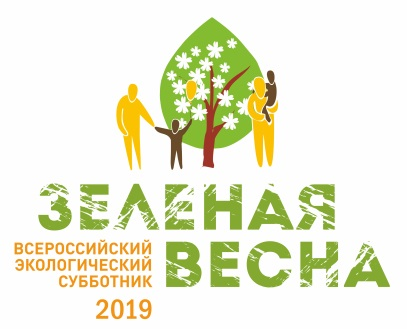 ЗЕЛЕНАЯ
ВЕСНА
ВСЕРОССИЙСКИЙ
ЭКОЛОГИЧЕСКИЙ
СУББОТНИК
2019